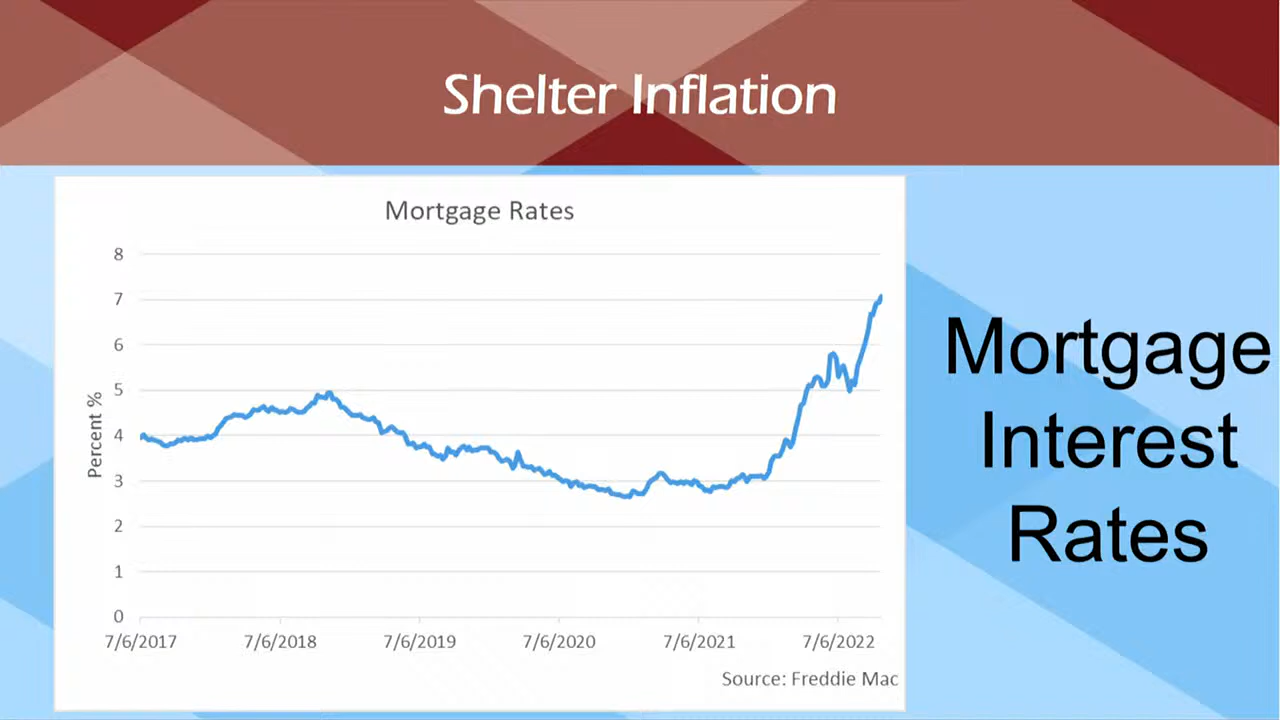 Shelter Inflation
Mortgage Rates
8
7
6
5
4
3
2
1
0
Percent %
7/6/2017 7/6/2018 7/6/2019 7/6/2020 7/6/2021 7/6/2022
Source: Freddie Mac
Mortgage
Interest
Rates